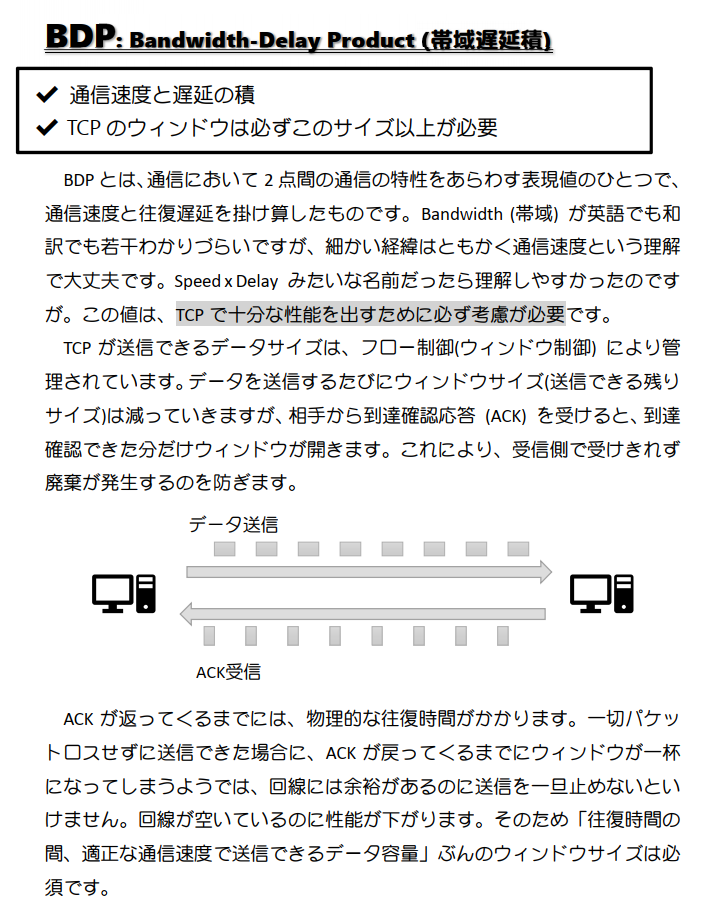 BDP: Bandwidth-Delay Product (帯域遅延積)
✔ 通信速度と遅延の積
✔ TCP のウィンドウは必ずこのサイズ以上が必要
BDP とは、通信において 2 点間の通信の特性をあらわす表現値のひとつで、
通信速度と往復遅延を掛け算したものです。Bandwidth (帯域) が英語でも和
訳でも若干わかりづらいですが、細かい経緯はともかく通信速度という理解
で大丈夫です。Speed x Delay みたいな名前だったら理解しやすかったのです
が。この値は、TCP で十分な性能を出すために必ず考慮が必要です。
TCP が送信できるデータサイズは、フロー制御(ウィンドウ制御) により管
理されています。データを送信するたびにウィンドウサイズ(送信できる残り
サイズ)は減っていきますが、相手から到達確認応答 (ACK) を受けると、到達
確認できた分だけウィンドウが開きます。これにより、受信側で受けきれず
廃棄が発生するのを防ぎます。
データ送信
ACK受信
ACK が返ってくるまでには、物理的な往復時間がかかります。一切パケッ
トロスせずに送信できた場合に、ACK が戻ってくるまでにウィンドウが一杯
になってしまうようでは、回線には余裕があるのに送信を一旦止めないとい
けません。回線が空いているのに性能が下がります。そのため「往復時間の
間、適正な通信速度で送信できるデータ容量」ぶんのウィンドウサイズは必
須です。